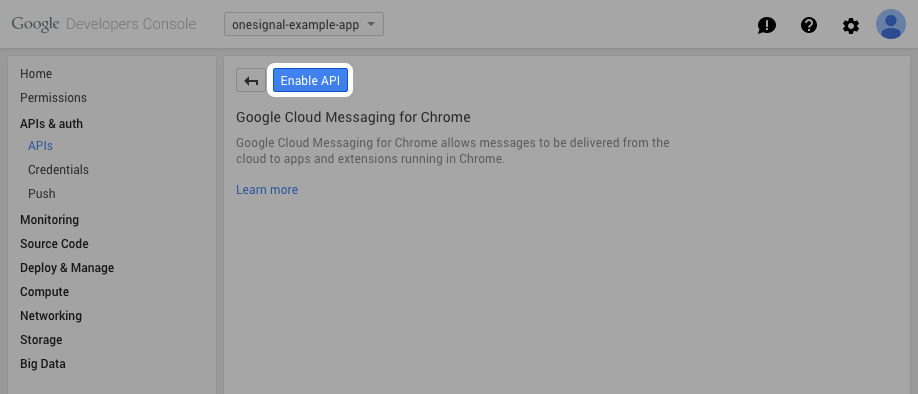 Google Developers Console
onesignal-example-app
Home
Permissions
APIs & auth
APIs
Credentials
Push
Monitoring
Source Code
Deploy & Manage
Compute
Networking
Storage
Big Data
Enable API
Google Cloud Messaging for Chrome
Google Cloud Messaging for Chrome allows messages to be delivered from the
cloud to apps and extensions running in Chrome.
Learn more